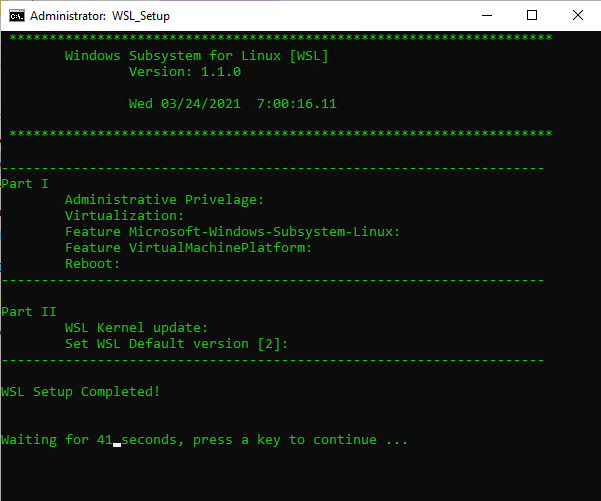 Administrator: WSL_Setup
********************************************************************
Windows Subsystem for Linux [WSL]
Version: 1.1.0
Wed 03/24/2021  7:00:16.11
********************************************************************
--------------------------------------------------------------------
Part I
Administrative Privelage:
Virtualization:
Feature Microsoft-Windows-Subsystem-Linux:
Feature VirtualMachinePlatform:
Reboot:
--------------------------------------------------------------------
Part II
WSL Kernel update:
Set WSL Default version [2]:
--------------------------------------------------------------------
WSL Setup Completed!
Waiting for 41 seconds, press a key to continue ...